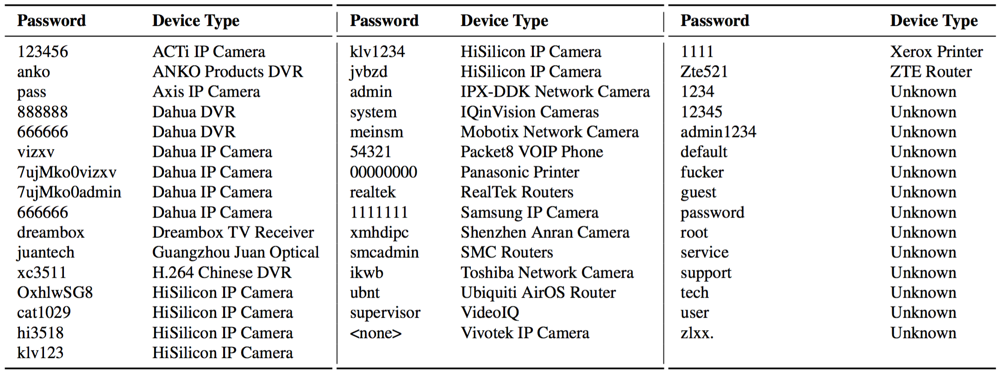 Password Device Type Password Device Type Password Device Type
123456 ACTi IP Camera klv1234 HiSilicon IP Camera 1111 Xerox Printer
anko ANKO Products DVR jvbzd HiSilicon IP Camera Zte521 ZTE Router
pass Axis IP Camera admin IPX-DDK Network Camera 1234 Unknown
888888 Dahua DVR system IQinVision Cameras 12345 Unknown
666666 Dahua DVR meinsm Mobotix Network Camera admin1234 Unknown
vizxv Dahua IP Camera 54321 Packet8 VOIP Phone default Unknown
7ujMko0vizxv Dahua IP Camera 00000000 Panasonic Printer fucker Unknown
7ujMko0admin Dahua IP Camera realtek RealTek Routers guest Unknown
666666 Dahua IP Camera 1111111 Samsung IP Camera password Unknown
dreambox Dreambox TV Receiver xmhdipc Shenzhen Anran Camera root Unknown
juantech Guangzhou Juan Optical smcadmin SMC Routers service Unknown
xc3511 H.264 Chinese DVR ikwb Toshiba Network Camera support Unknown
OxhlwSG8 HiSilicon IP Camera ubnt Ubiquiti AirOS Router tech Unknown
cat1029 HiSilicon IP Camera supervisor VideoIQ user Unknown
hi3518 HiSilicon IP Camera <none> Vivotek IP Camera zlxx. Unknown
klv123 HiSilicon IP Camera